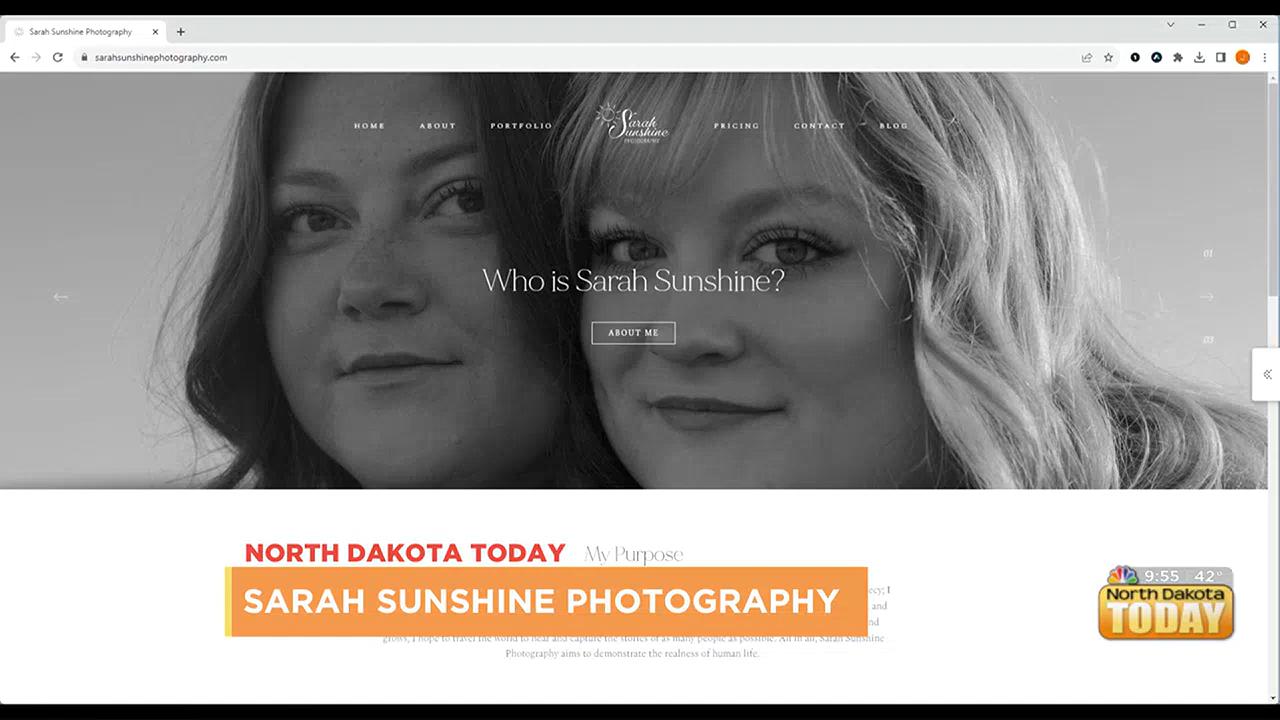 Sarah Sunshine Photography
sarahsunshinephotography.com
HOME ABOUT PORTFOLIO Sarah Sunshine PHOTOGRAPHY PRICING CONTACT BLOG
01
Who is Sarah Sunshine?
ABOUT ME
03
NORTH DAKOTA TODAY My Purpose
SARAH SUNSHINE PHOTOGRAPHY
I
and
grows, I hope to travel the world to hear and capture the stories of as many people as possible. All in all, Sarah Sunshine
Photography aims to demonstrate the realness of human life.
9:55 42°
North Dakota
TODAY